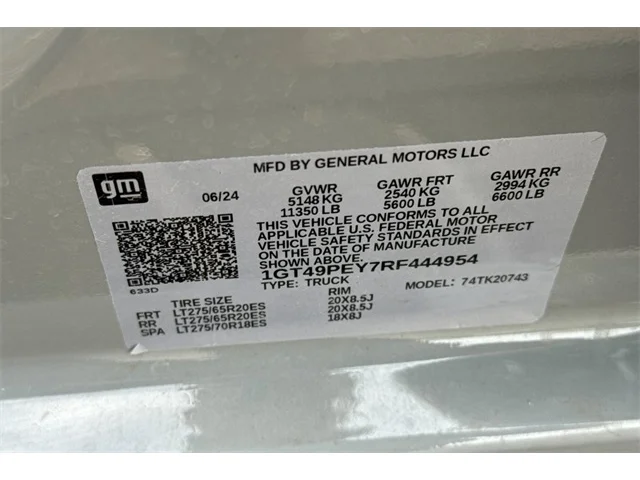 gm
MFD BY GENERAL MOTORS LLC
06/24
GVWR GAWR FRT GAWR RR
5148 KG 2540 KG 2994 KG
11350 LB 5600 LB 6600 LB
THIS VEHICLE CONFORMS TO ALL
APPLICABLE U.S. FEDERAL MOTOR
VEHICLE SAFETY STANDARDS IN EFFECT
ON THE DATE OF MANUFACTURE
1GT49PEY7RF444954
TYPE: TRUCK MODEL: 74TK20743
633D
TIRE SIZE RIM
FRT LT275/65R20ES 20X8.5J
RR LT275/65R20ES 20X8.5J
SPA LT275/70R18ES 18X8J